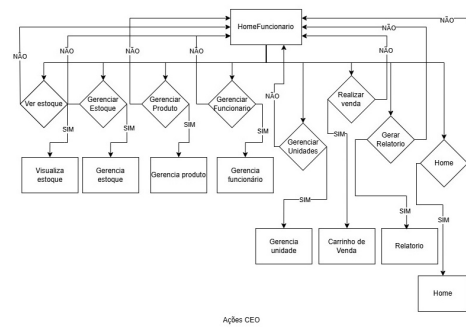 HomeFuncionario
NÃO
NÃO
NÃO
NÃO
NÃO
NÃO
NÃO
NÃO
Ver estoque
Gerenciar
Estoque
Gerenciar
Produto
Gerenciar
Funcionario
Gerenciar
Unidades
Realizar
venda
Gerar
Relatorio
Home
SIM
SIM
SIM
SIM
SIM
SIM
SIM
SIM
Visualiza
estoque
Gerencia
estoque
Gerencia produto
Gerencia
funcionário
Gerencia
unidade
Carrinho de
Venda
Relatorio
Home
Ações CEO